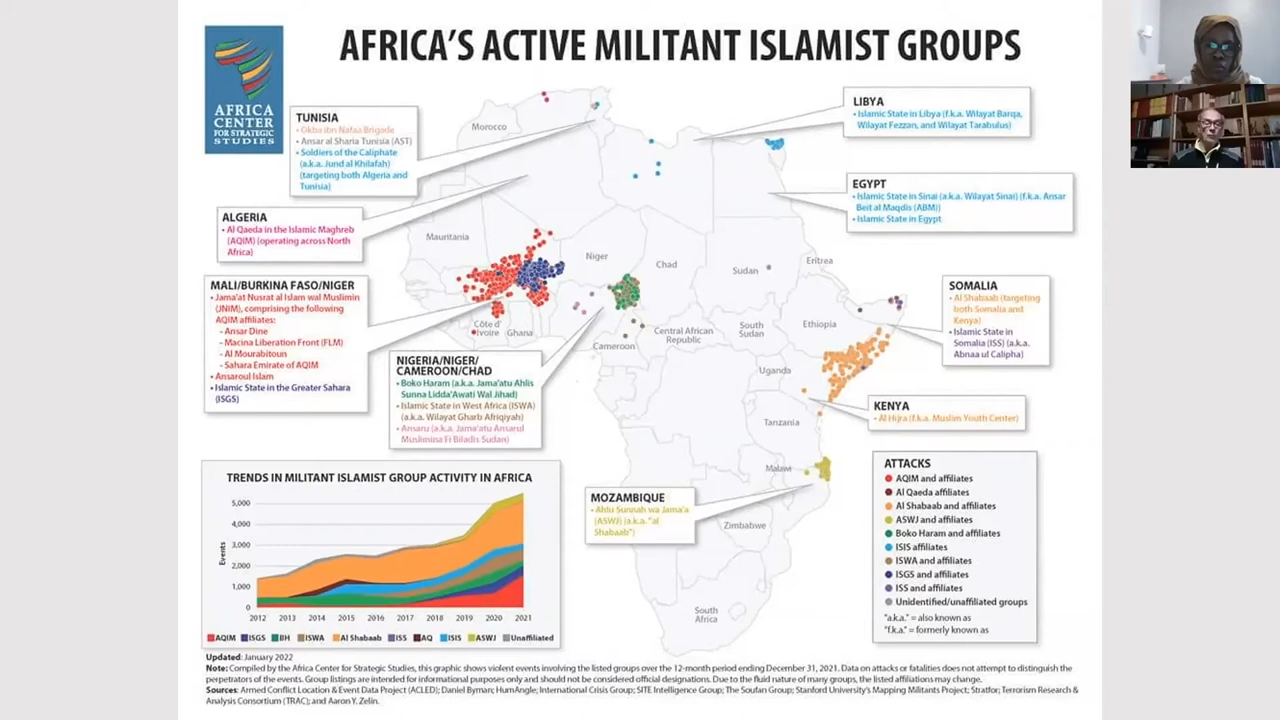 AFRICA'S ACTIVE MILITANT ISLAMIST GROUPS
AFRICA
CENTER
FOR STRATEGIC
STUDIES
TUNISIA
• Okba ibn Nafaa Brigade
• Ansar al Sharia Tunisia (AST)
• Soldiers of the Caliphate
(a.k.a. Jund al Khilafah)
(targeting both Algeria and
Tunisia)
ALGERIA
• Al Qaeda in the Islamic Maghreb
(AQIM) (operating across North
Africa)
MALI/BURKINA FASO/NIGER
• Jama'at Nusrat al Islam wal Muslimin
(JNIM), comprising the following
AQIM affiliates:
- Ansar Dine
- Macina Liberation Front (FLM)
- Al Mourabitoun
- Sahara Emirate of AQIM
• Ansaroul Islam
• Islamic State in the Greater Sahara
(ISGS)
NIGERIA/NIGER/
CAMEROON/CHAD
• Boko Haram (a.k.a. Jama'atu Ahlis
Sunna Lidda'Awati Wal Jihad)
• Islamic State in West Africa (ISWA)
(a.k.a. Wilayat Gharb Afriqiyah)
• Ansaru (a.k.a. Jama'atu Ansarul
Muslimina Fi Biladis Sudan)
LIBYA
• Islamic State in Libya (f.k.a. Wilayat Barqa,
Wilayat Fezzan, and Wilayat Tarabulus)
EGYPT
• Islamic State in Sinai (a.k.a. Wilayat Sinai) (f.k.a. Ansar
Beit al Maqdis (ABM))
• Islamic State in Egypt
SOMALIA
• Al Shabaab (targeting
both Somalia and
Kenya)
• Islamic State in
Somalia (ISS) (a.k.a.
Abnaa ul Calipha)
KENYA
• Al Hijra (f.k.a. Muslim Youth Center)
MOZAMBIQUE
• Ahlu Sunnah wa Jama'a
(ASWJ) (a.k.a. "al
Shabaab")
Morocco
Mauritania
Niger
Chad
Sudan
Eritrea
Côte d'
Ivoire
Ghana
Cameroon
Central African
Republic
South
Sudan
Ethiopia
Uganda
Tanzania
Malawi
Zimbabwe
South
Africa
ATTACKS
AQIM and affiliates
Al Qaeda affiliates
Al Shabaab and affiliates
ASWJ and affiliates
Boko Haram and affiliates
ISIS affiliates
ISWA and affiliates
ISGS and affiliates
ISS and affiliates
Unidentified/unaffiliated groups
"a.k.a." = also known as
"f.k.a." = formerly known as
TRENDS IN MILITANT ISLAMIST GROUP ACTIVITY IN AFRICA
Events
5,000
4,000
3,000
2,000
1,000
0
2012 2013 2014 2015 2016 2017 2018 2019 2020 2021
AQIM ISGS BH ISWA Al Shabaab ISS AQ ISIS ASWJ Unaffiliated
Updated: January 2022
Note: Compiled by the Africa Center for Strategic Studies, this graphic shows violent events involving the listed groups over the 12-month period ending December 31, 2021. Data on attacks or fatalities does not attempt to distinguish the
perpetrators of the events. Group listings are intended for informational purposes only and should not be considered official designations. Due to the fluid nature of many groups, the listed affiliations may change.
Sources: Armed Conflict Location & Event Data Project (ACLED); Daniel Byman; HumAngle; International Crisis Group; SITE Intelligence Group; The Soufan Group; Stanford University's Mapping Militants Project; Stratfor; Terrorism Research &
Analysis Consortium (TRAC); and Aaron Y. Zelin.